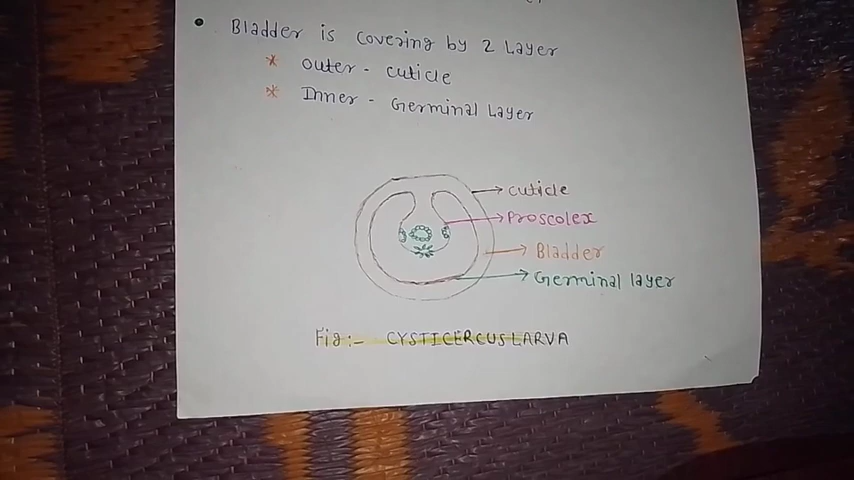 Bladder is covering by 2 Layer
* outer - cuticle
* Inner - Germinal Layer
cuticle
Proscolex
Bladder
Germinal layer
Fig:- CYSTICERCUS LARVA